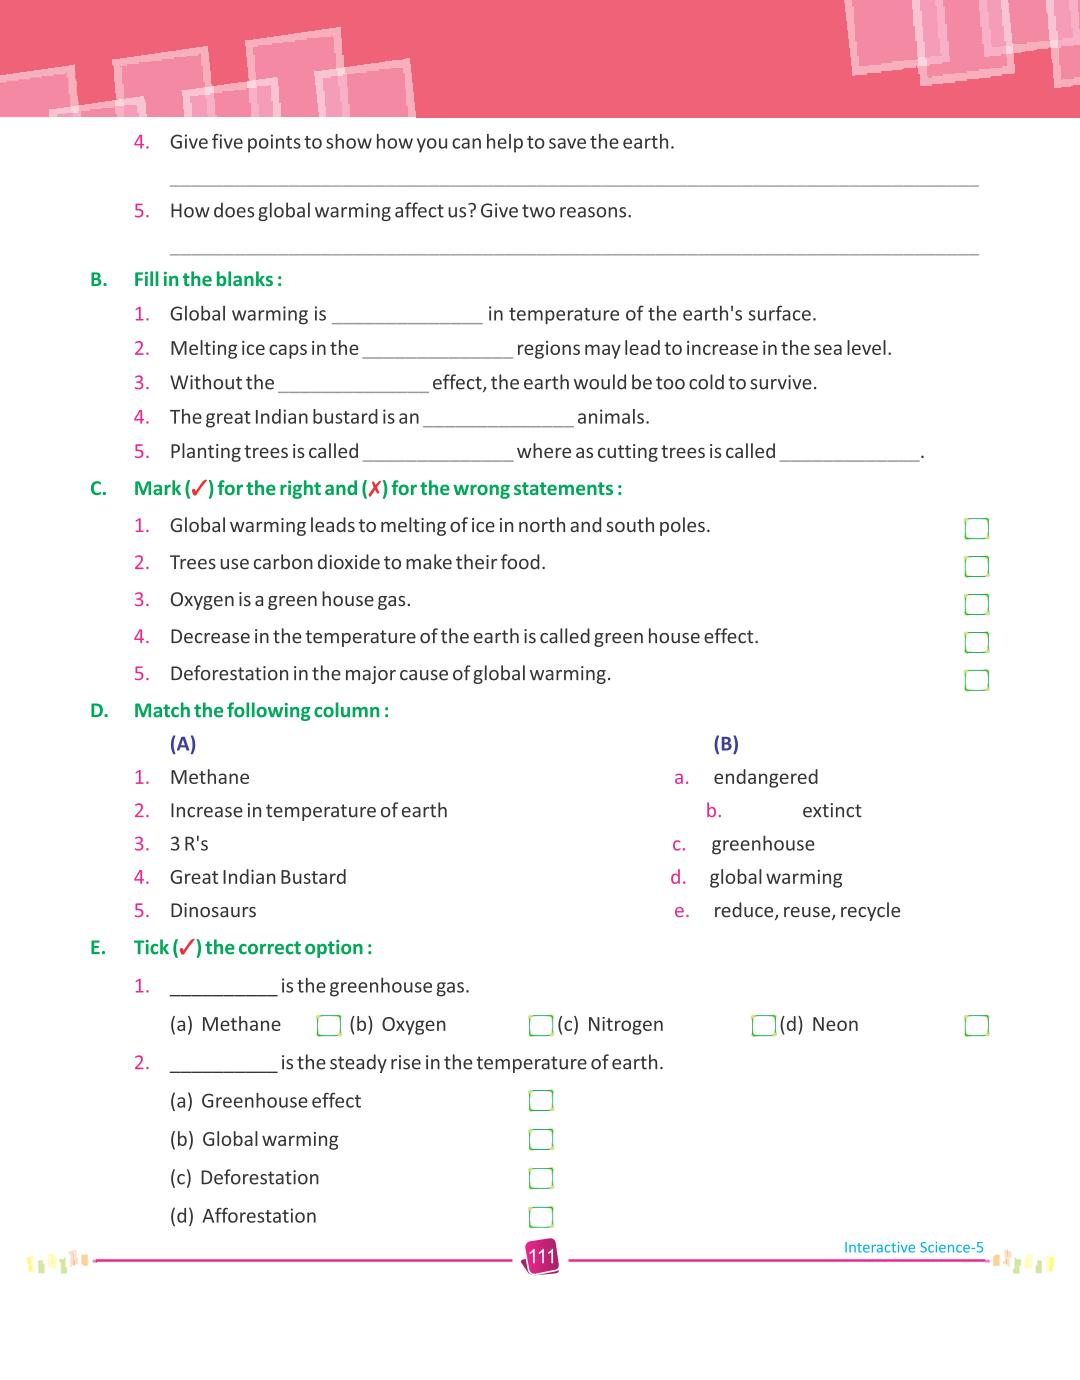 4. Give five points to show how you can help to save the earth.
5. How does global warming affect us? Give two reasons.
B. Fill in the blanks :
1. Global warming is ______________ in temperature of the earth's surface.
2. Melting ice caps in the ______________ regions may lead to increase in the sea level.
3. Without the ______________ effect, the earth would be too cold to survive.
4. The great Indian bustard is an ______________ animals.
5. Planting trees is called ______________ where as cutting trees is called _____________.
C. Mark (✓) for the right and (✗) for the wrong statements :
1. Global warming leads to melting of ice in north and south poles.
2. Trees use carbon dioxide to make their food.
3. Oxygen is a green house gas.
4. Decrease in the temperature of the earth is called green house effect.
5. Deforestation in the major cause of global warming.
D. Match the following column :
(A) (B)
1. Methane a. endangered
2. Increase in temperature of earth b. extinct
3. 3 R's c. greenhouse
4. Great Indian Bustard d. global warming
5. Dinosaurs e. reduce, reuse, recycle
E. Tick (✓) the correct option :
1. __________ is the greenhouse gas.
(a) Methane (b) Oxygen (c) Nitrogen (d) Neon
2. __________ is the steady rise in the temperature of earth.
(a) Greenhouse effect
(b) Global warming
(c) Deforestation
(d) Afforestation
Interactive Science-5
111